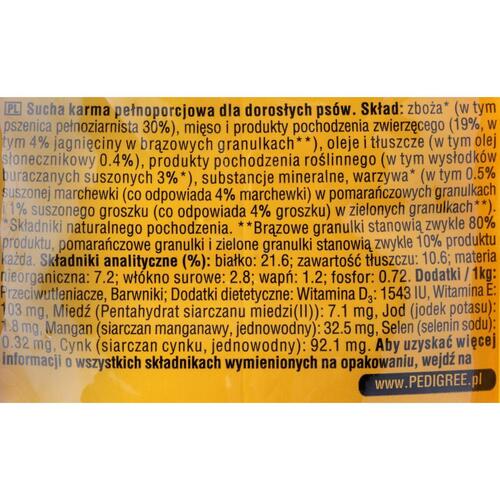 PL Sucha karma pełnoporcjowa dla dorosłych psów. Skład: zboża* (w tym
pszenica pełnoziarnista 30%), mięso i produkty pochodzenia zwierzęcego (19%, w
tym 4% jagnięciny w brązowych granulkach**), oleje i tłuszcze (w tym olej
słonecznikowy 0.4%), produkty pochodzenia roślinnego (w tym wysłodków
buraczanych suszonych 3%*), substancje mineralne, warzywa* (w tym 0.5%
suszonej marchewki (co odpowiada 4% marchewki) w pomarańczowych granulkach
i 1% suszonego groszku (co odpowiada 4% groszku) w zielonych granulkach**).
*Składniki naturalnego pochodzenia. **Brązowe granulki stanowią zwykle 80%
produktu, pomarańczowe granulki i zielone granulki stanowią zwykle 10% produktu
każda. Składniki analityczne (%): białko: 21.6; zawartość tłuszczu: 10.6; materia
nieorganiczna: 7.2; włókno surowe: 2.8; wapń: 1.2; fosfor: 0.72. Dodatki / 1kg:
Przeciwutleniacze, Barwniki; Dodatki dietetyczne: Witamina D3: 1543 IU, Witamina E:
103 mg, Miedź (Pentahydrat siarczanu miedzi(II)): 7.1 mg, Jod (jodek potasu):
1.8 mg, Mangan (siarczan manganawy, jednowodny): 32.5 mg, Selen (selenin sodu):
0.32 mg, Cynk (siarczan cynku, jednowodny): 92.1 mg. Aby uzyskać więcej
informacji o wszystkich składnikach wymienionych na opakowaniu, wejdź na
www.PEDIGREE.pl